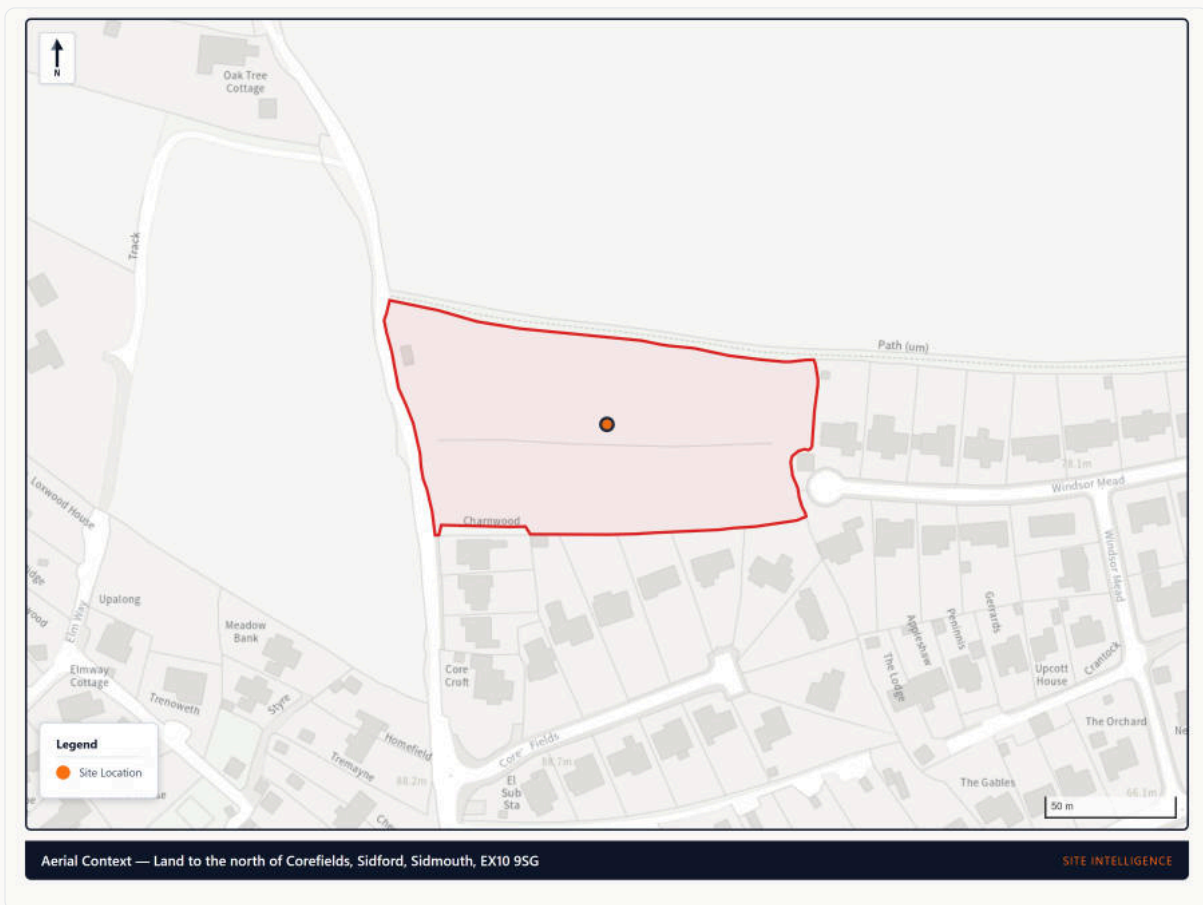 N
Oak Tree
Cottage
Track
Path (um)
78.1m
Windsor Mead
Windsor Mead
Loxwood House
Charnwood
Elm Way
Upalong
Meadow
Bank
Elmway
Cottage
Trenoweth
Styre
Core
Croft
Appleshaw
Peninnis
Gerrards
The Lodge
Upcott
House
Crantock
Homefield
Tremayne
88.2m
Core Fields
88.7m
El
Sub
Sta
The Orchard
The Gables
66.1m
Legend
Site Location
50 m
Aerial Context — Land to the north of Corefields, Sidford, Sidmouth, EX10 9SG
SITE INTELLIGENCE